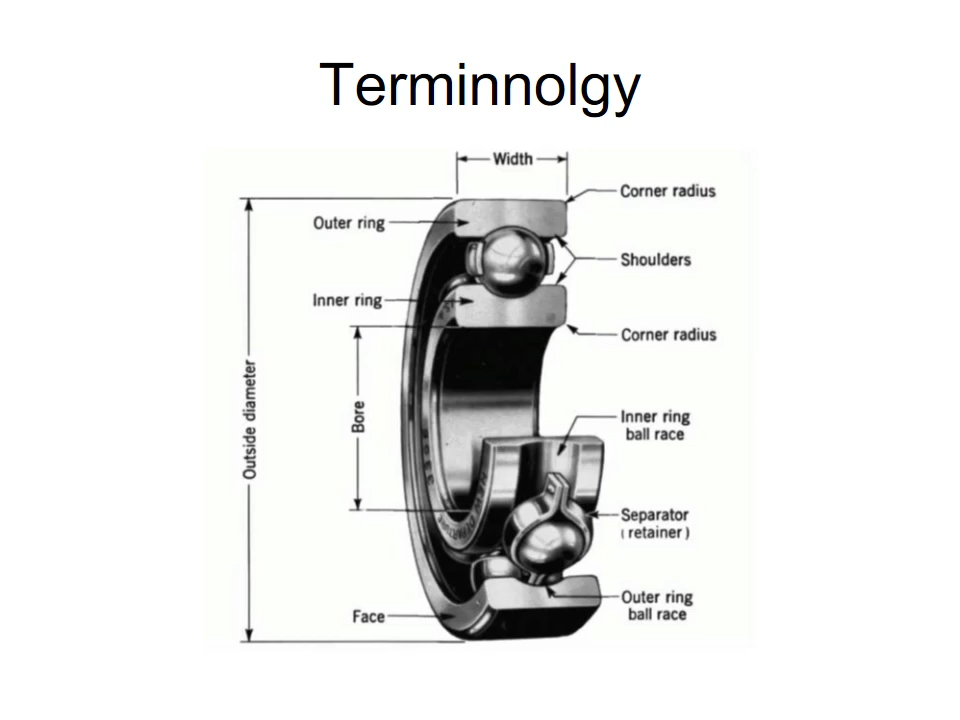 Terminnolgy
Width
Corner radius
Outer ring
Shoulders
Inner ring
Corner radius
Outside diameter
Bore
Inner ring
ball race
Separator
(retainer)
Outer ring
ball race
Face